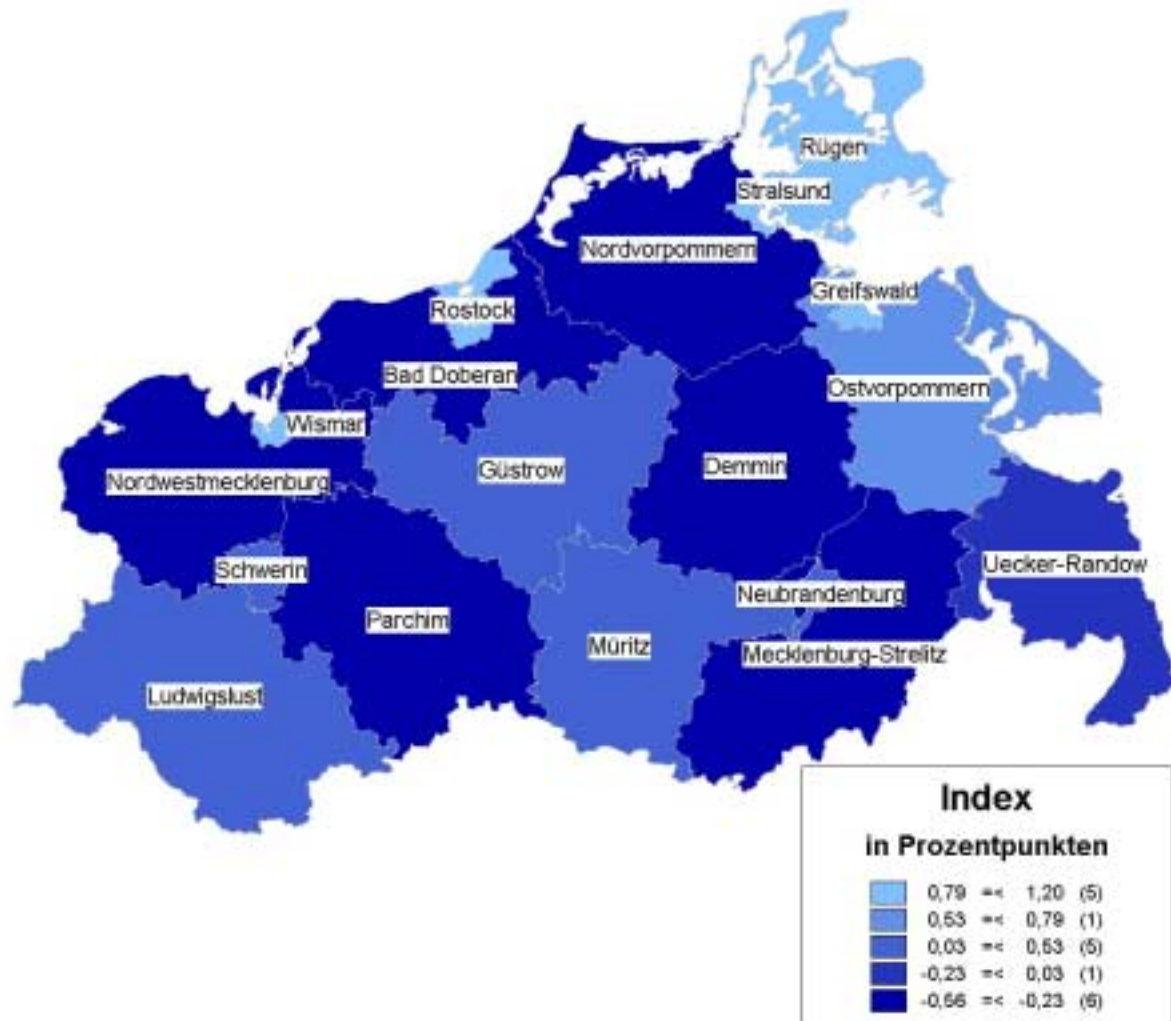 Rügen
Stralsund
Nordvorpommern
Greifswald
Rostock
Bad Doberan
Ostvorpommern
Wismar
Güstrow
Demmin
Nordwestmecklenburg
Uecker-Randow
Schwerin
Neubrandenburg
Parchim
Müritz
Mecklenburg-Strelitz
Ludwigslust
Index
in Prozentpunkten
0,79 =< 1,20 (5)
0,53 =< 0,79 (1)
0,03 =< 0,53 (5)
-0,23 =< 0,03 (1)
-0,56 =< -0,23 (6)